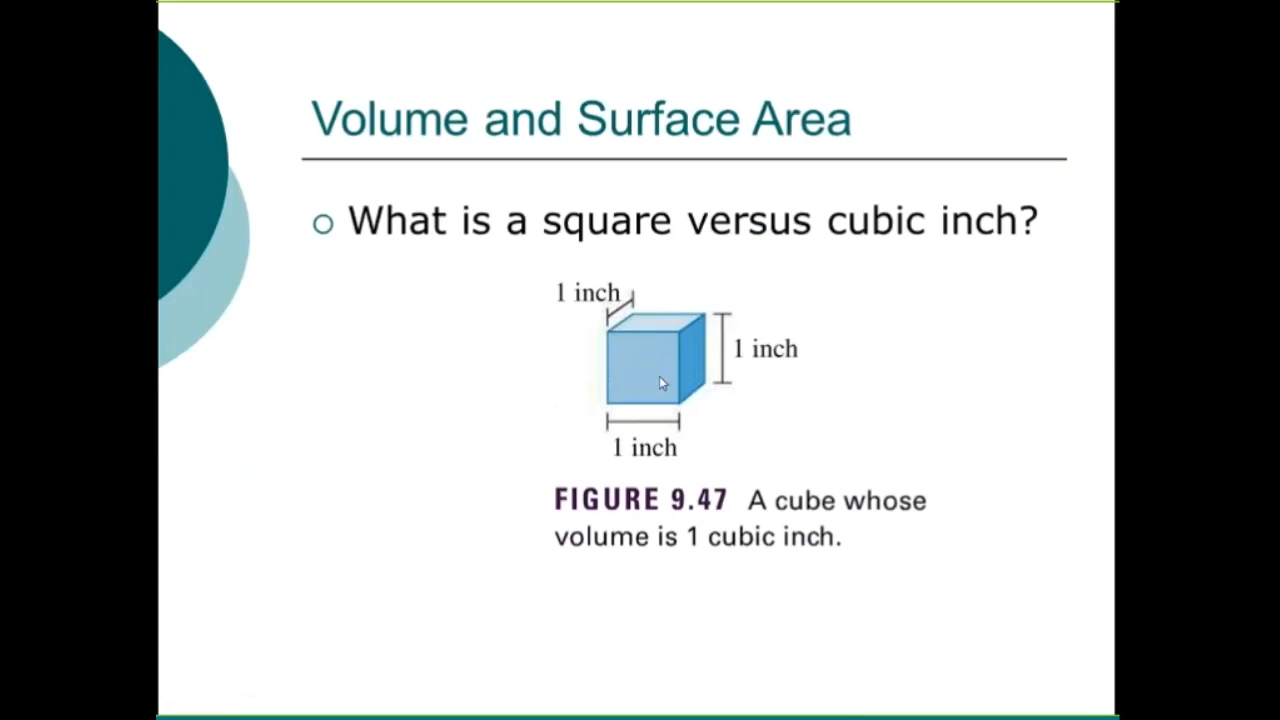 Volume and Surface Area
What is a square versus cubic inch?
1 inch
1 inch
1 inch
FIGURE 9.47 A cube whose
volume is 1 cubic inch.